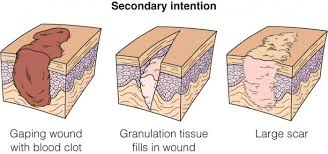 Secondary intention
Gaping wound
with blood clot
Granulation tissue
fills in wound
Large scar